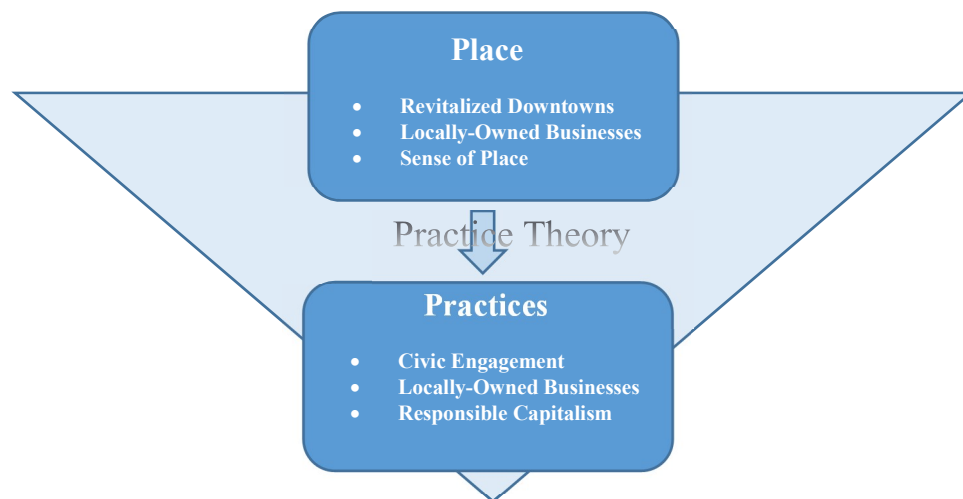 Place
• Revitalized Downtowns
• Locally-Owned Businesses
• Sense of Place
Practice Theory
Practices
• Civic Engagement
• Locally-Owned Businesses
• Responsible Capitalism